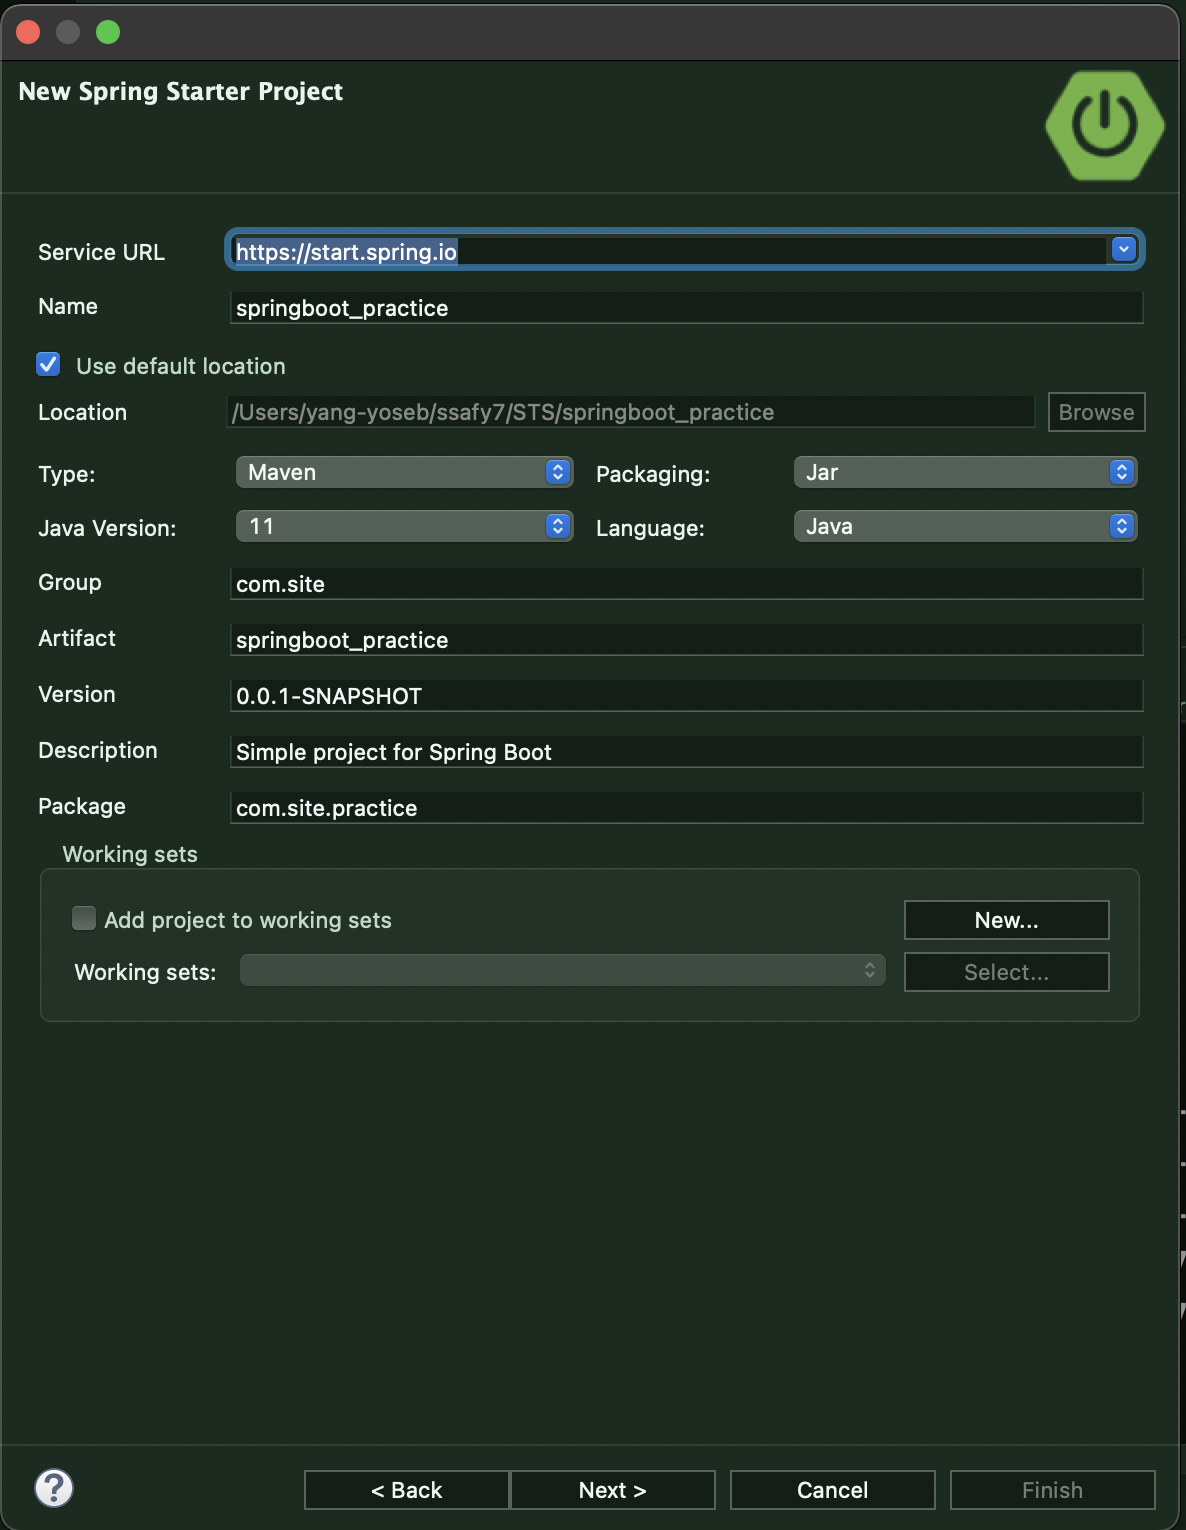 New Spring Starter Project
Service URL https://start.spring.io
Name springboot_practice
Use default location
Location /Users/yang-yoseb/ssafy7/STS/springboot_practice Browse
Type: Maven Packaging: Jar
Java Version: 11 Language: Java
Group com.site
Artifact springboot_practice
Version 0.0.1-SNAPSHOT
Description Simple project for Spring Boot
Package com.site.practice
Working sets
Add project to working sets New...
Working sets: Select...
? < Back Next > Cancel Finish